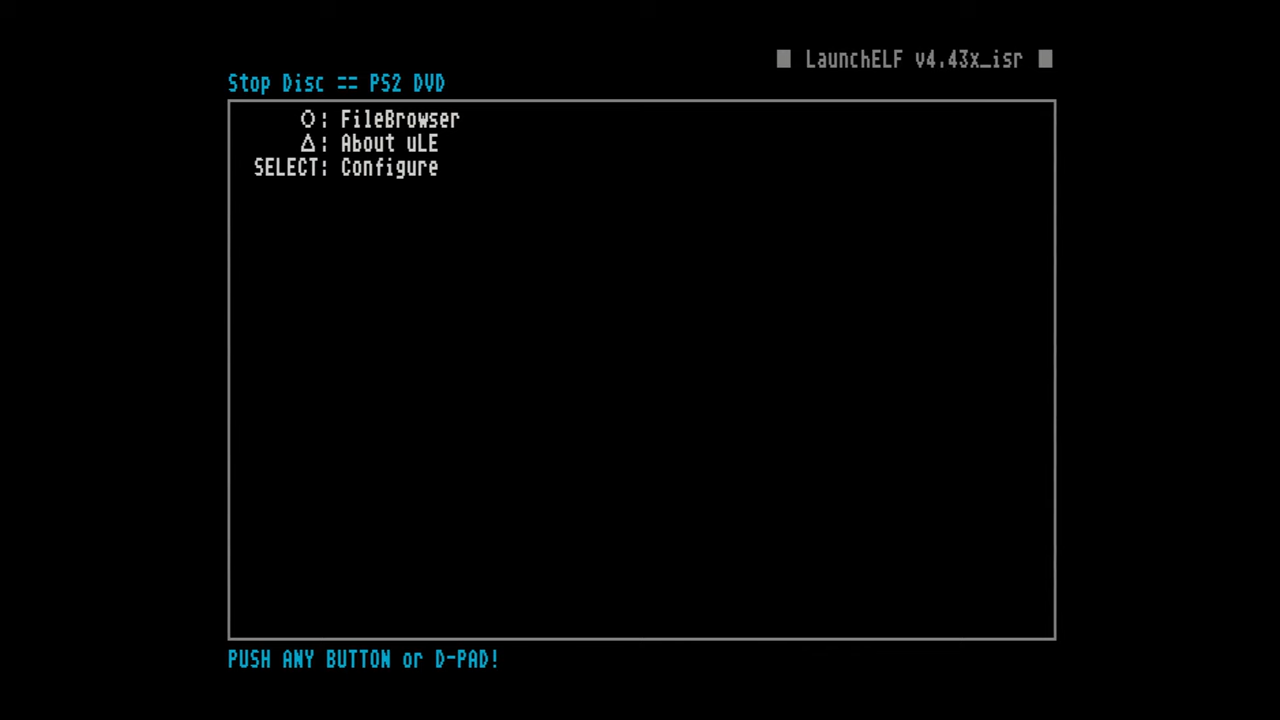 ■ LaunchELF v4.43x_isr ■
Stop Disc == PS2 DVD
○: FileBrowser
△: About uLE
SELECT: Configure
PUSH ANY BUTTON or D-PAD!